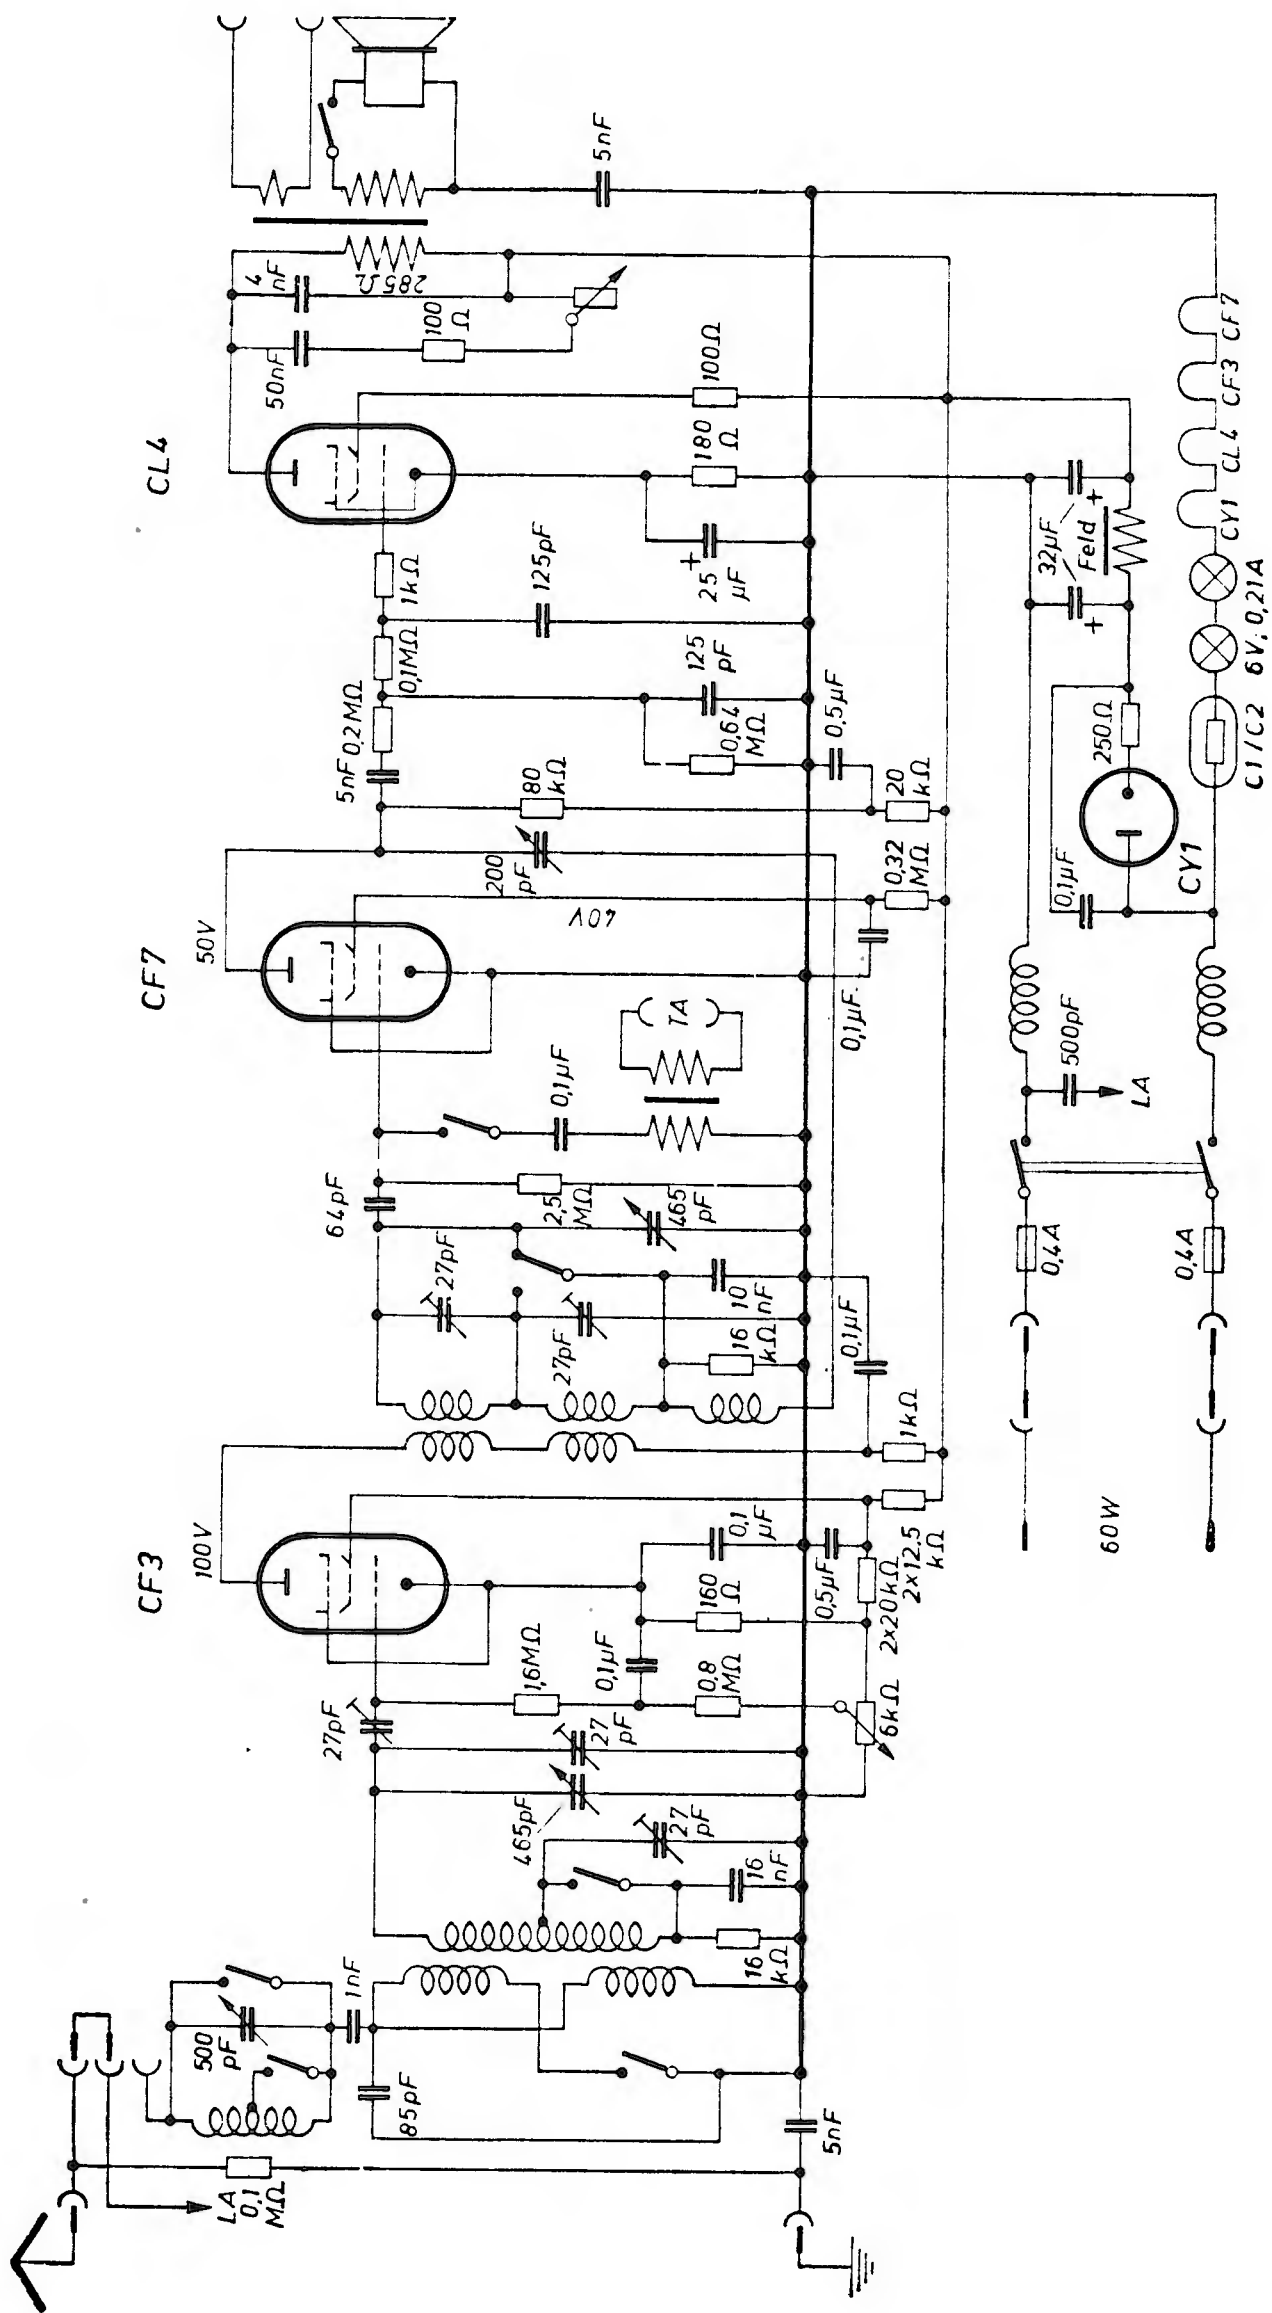 CF3
CF7
CL4
100V
50V
40V
LA
0,1
MΩ
500
pF
1nF
85pF
5nF
16
kΩ
16
nF
27
pF
465pF
27
pF
27pF
1,6MΩ
0,1µF
0,8
MΩ
6kΩ
160
Ω
0,1
µF
0,5µF
2x20kΩ
2x12,5
kΩ
1kΩ
0,1µF
27pF
27pF
16
kΩ
10
nF
64pF
2,5
MΩ
465
pF
0,1µF
TA
0,1µF
0,32
MΩ
200
pF
80
kΩ
20
kΩ
0,5µF
5nF
0,2MΩ
0,1MΩ
1kΩ
0,64
MΩ
125
pF
125pF
25
µF
+
180
Ω
100Ω
50nF
100
Ω
4
nF
285Ω
5nF
60W
0,4A
0,4A
500pF
LA
0,1µF
CY1
250Ω
32µF
+
+
Feld
C1/C2
6V; 0,21A
CY1
CL4
CF3
CF7